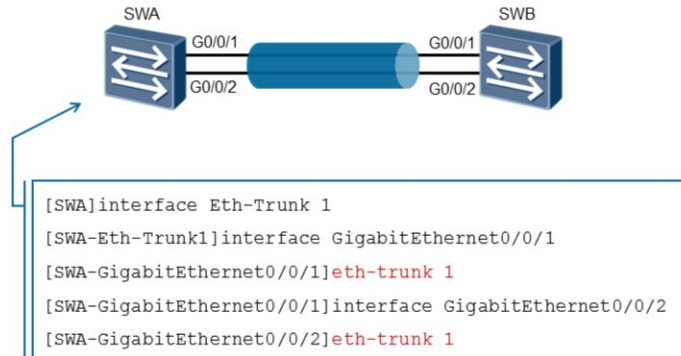 SWA SWB
G0/0/1 G0/0/1
G0/0/2 G0/0/2
[SWA]interface Eth-Trunk 1
[SWA-Eth-Trunk1]interface GigabitEthernet0/0/1
[SWA-GigabitEthernet0/0/1]eth-trunk 1
[SWA-GigabitEthernet0/0/1]interface GigabitEthernet0/0/2
[SWA-GigabitEthernet0/0/2]eth-trunk 1